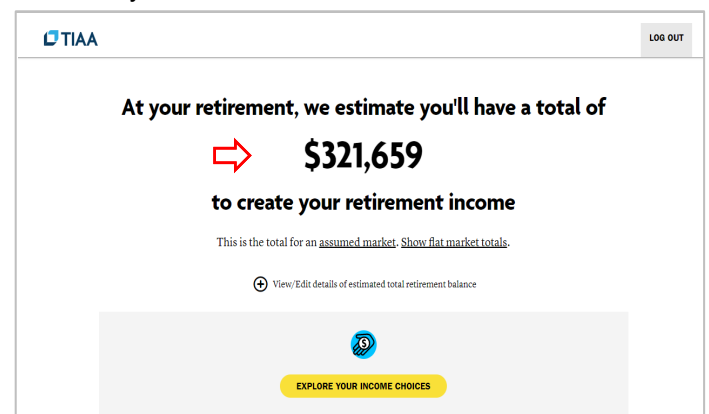 TIAA
LOG OUT
At your retirement, we estimate you'll have a total of
$321,659
to create your retirement income
This is the total for an assumed market. Show flat market totals.
View/Edit details of estimated total retirement balance
$
EXPLORE YOUR INCOME CHOICES